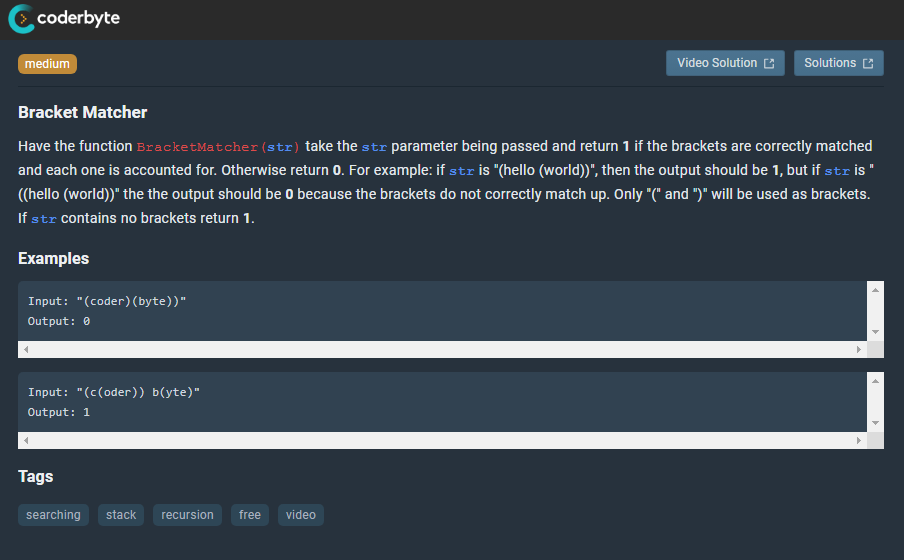 coderbyte
medium
Video Solution
Solutions
Bracket Matcher
Have the function BracketMatcher(str) take the str parameter being passed and return 1 if the brackets are correctly matched
and each one is accounted for. Otherwise return 0. For example: if str is "(hello (world))", then the output should be 1, but if str is "
((hello (world))" the the output should be 0 because the brackets do not correctly match up. Only "(" and ")" will be used as brackets.
If str contains no brackets return 1.
Examples
Input: "(coder)(byte))"
Output: 0
Input: "(c(oder)) b(yte)"
Output: 1
Tags
searching
stack
recursion
free
video